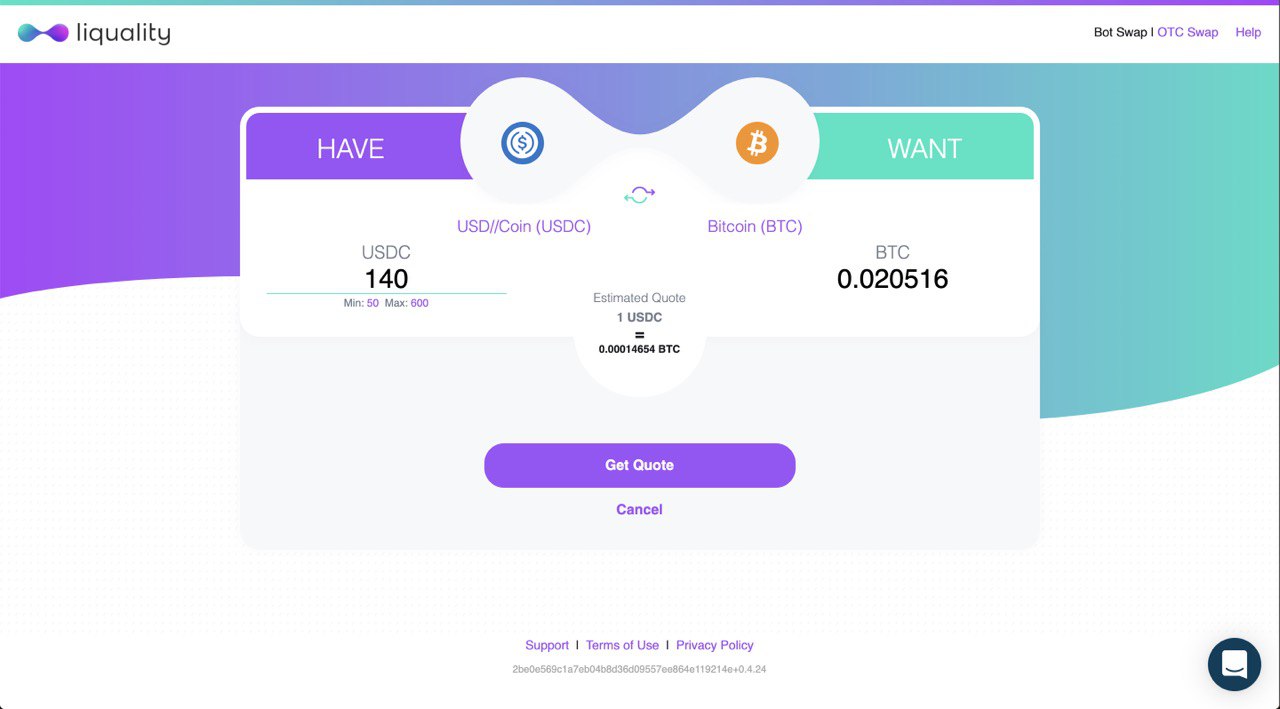 liquality
Bot Swap | OTC Swap Help
HAVE
WANT
USD//Coin (USDC)
Bitcoin (BTC)
USDC
140
Min: 50 Max: 600
BTC
0.020516
Estimated Quote
1 USDC
=
0.00014654 BTC
Get Quote
Cancel
Support | Terms of Use | Privacy Policy
2be0e569c1a7eb04b8d36d09557ee864e119214e+0.4.24